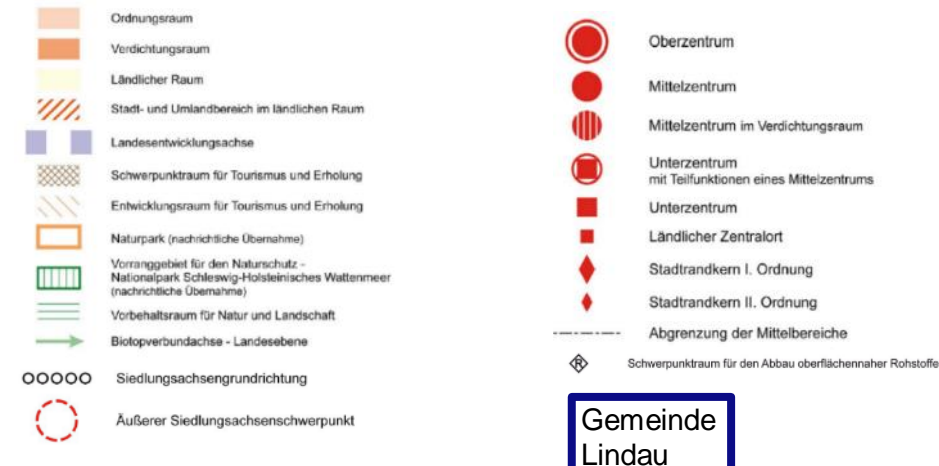 Ordnungsraum
Verdichtungsraum
Ländlicher Raum
Stadt- und Umlandbereich im ländlichen Raum
Landesentwicklungsachse
Schwerpunktraum für Tourismus und Erholung
Entwicklungsraum für Tourismus und Erholung
Naturpark (nachrichtliche Übernahme)
Vorranggebiet für den Naturschutz -
Nationalpark Schleswig-Holsteinisches Wattenmeer
(nachrichtliche Übernahme)
Vorbehaltsraum für Natur und Landschaft
Biotopverbundachse - Landesebene
Siedlungsachsengrundrichtung
Äußerer Siedlungsachsenschwerpunkt
Oberzentrum
Mittelzentrum
Mittelzentrum im Verdichtungsraum
Unterzentrum
mit Teilfunktionen eines Mittelzentrums
Unterzentrum
Ländlicher Zentralort
Stadtrandkern I. Ordnung
Stadtrandkern II. Ordnung
Abgrenzung der Mittelbereiche
R Schwerpunktraum für den Abbau oberflächennaher Rohstoffe
Gemeinde
Lindau